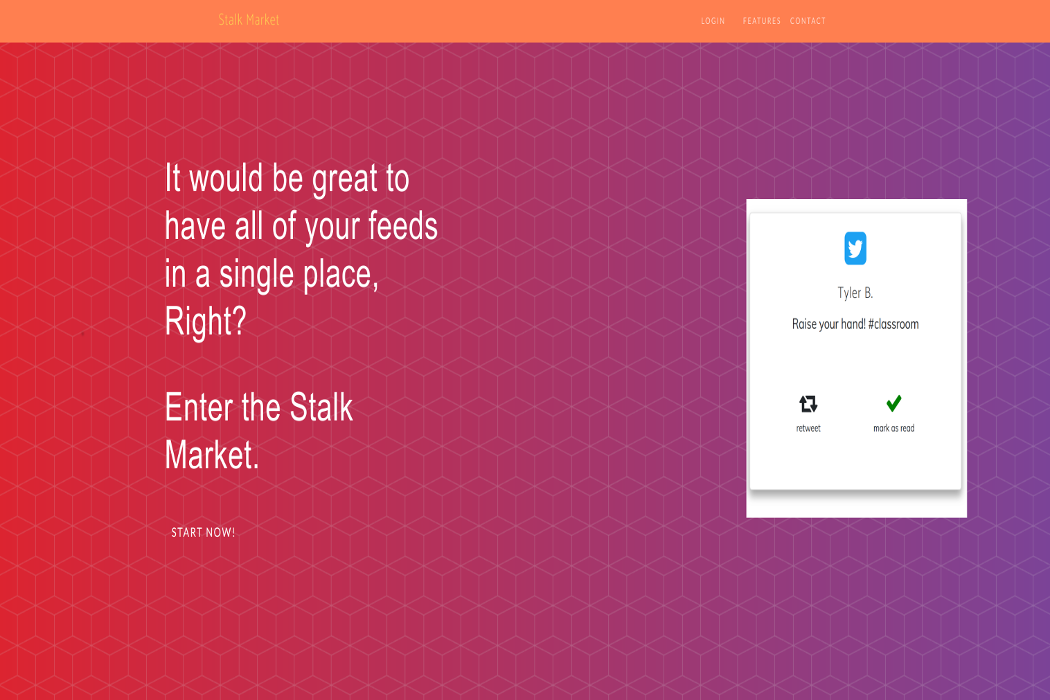 Stalk Market
LOGIN FEATURES CONTACT
It would be great to
have all of your feeds
in a single place,
Right?
Enter the Stalk
Market.
START NOW!
Tyler B.
Raise your hand! #classroom
retweet mark as read